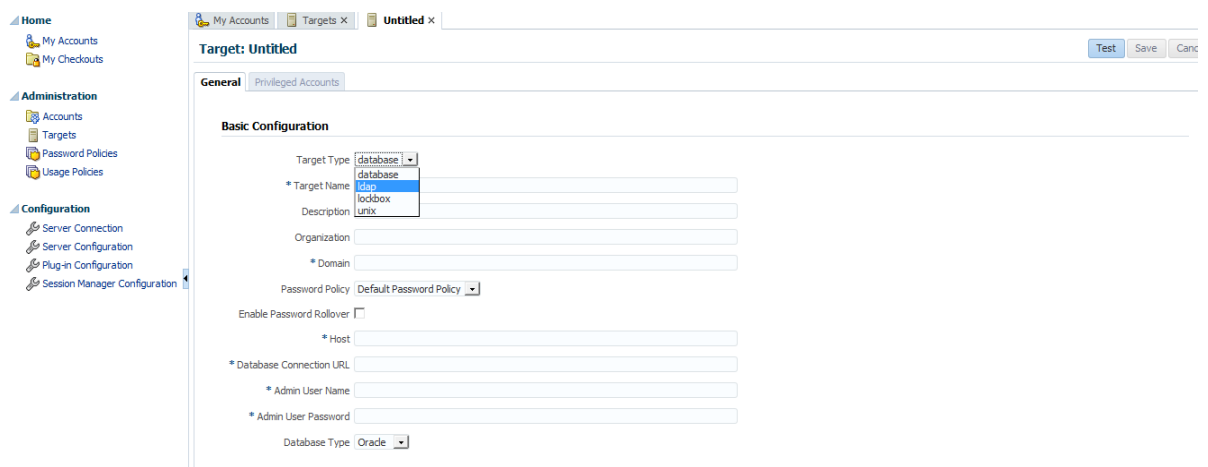 Home
My Accounts
My Checkouts
Administration
Accounts
Targets
Password Policies
Usage Policies
Configuration
Server Connection
Server Configuration
Plug-in Configuration
Session Manager Configuration
My Accounts Targets × Untitled ×
Target: Untitled
Test Save Canc
General Privileged Accounts
Basic Configuration
Target Type database
database
ldap
lockbox
unix
* Target Name
Description
Organization
* Domain
Password Policy Default Password Policy
Enable Password Rollover
* Host
* Database Connection URL
* Admin User Name
* Admin User Password
Database Type Oracle